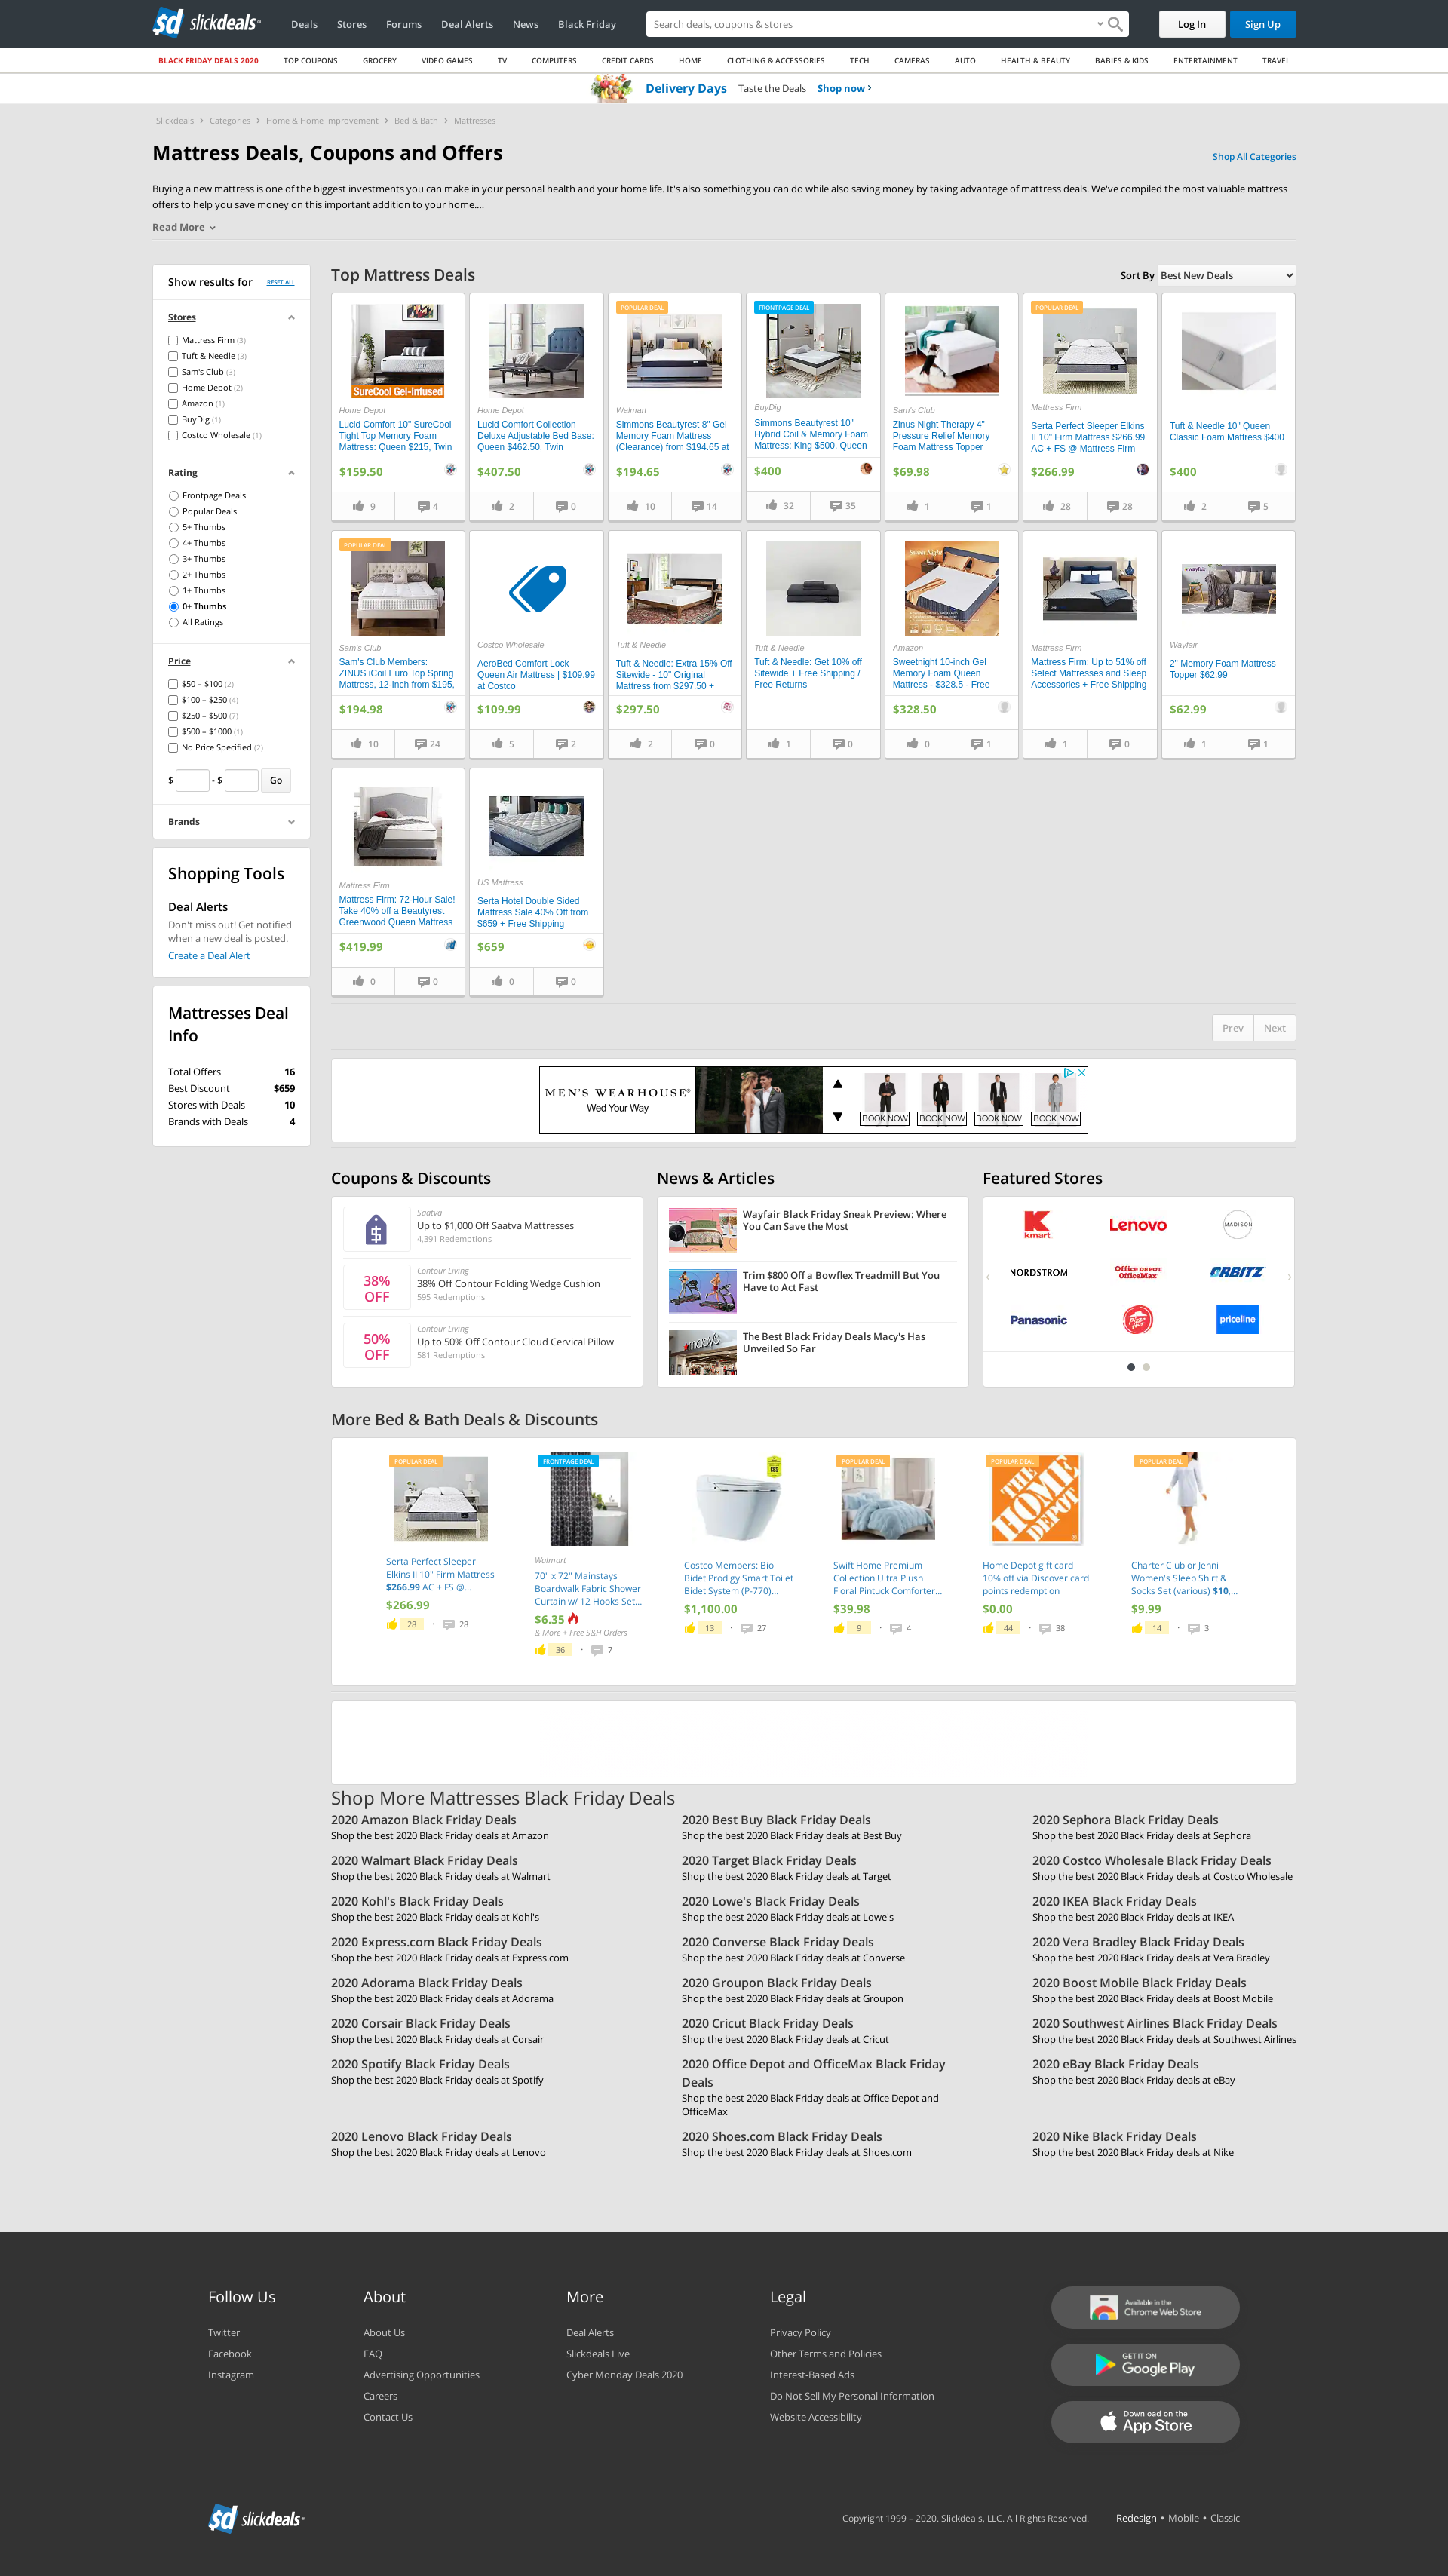 sd slickdeals
Deals Stores Forums Deal Alerts News Black Friday
Search deals, coupons & stores
Log In
Sign Up
BLACK FRIDAY DEALS 2020 TOP COUPONS GROCERY VIDEO GAMES TV COMPUTERS CREDIT CARDS HOME CLOTHING & ACCESSORIES TECH CAMERAS AUTO HEALTH & BEAUTY BABIES & KIDS ENTERTAINMENT TRAVEL
Delivery Days Taste the Deals Shop now ›
Slickdeals › Categories › Home & Home Improvement › Bed & Bath › Mattresses
Mattress Deals, Coupons and Offers
Shop All Categories
Buying a new mattress is one of the biggest investments you can make in your personal health and your home life. It's also something you can do while also saving money by taking advantage of mattress deals. We've compiled the most valuable mattress
offers to help you save money on this important addition to your home....
Read More
Show results for
RESET ALL
Stores
Mattress Firm (3)
Tuft & Needle (3)
Sam's Club (3)
Home Depot (2)
Amazon (1)
BuyDig (1)
Costco Wholesale (1)
Rating
Frontpage Deals
Popular Deals
5+ Thumbs
4+ Thumbs
3+ Thumbs
2+ Thumbs
1+ Thumbs
0+ Thumbs
All Ratings
Price
$50 – $100 (2)
$100 – $250 (4)
$250 – $500 (7)
$500 – $1000 (1)
No Price Specified (2)
$ - $ Go
Brands
Shopping Tools
Deal Alerts
Don't miss out! Get notified
when a new deal is posted.
Create a Deal Alert
Mattresses Deal
Info
Total Offers 16
Best Discount $659
Stores with Deals 10
Brands with Deals 4
Top Mattress Deals
Sort By Best New Deals
SureCool Gel-Infused
Home Depot
Lucid Comfort 10" SureCool
Tight Top Memory Foam
Mattress: Queen $215, Twin
$159.50
9 4
Home Depot
Lucid Comfort Collection
Deluxe Adjustable Bed Base:
Queen $462.50, Twin
$407.50
2 0
POPULAR DEAL
Walmart
Simmons Beautyrest 8" Gel
Memory Foam Mattress
(Clearance) from $194.65 at
$194.65
10 14
FRONTPAGE DEAL
BuyDig
Simmons Beautyrest 10"
Hybrid Coil & Memory Foam
Mattress: King $500, Queen
$400
32 35
Sam's Club
Zinus Night Therapy 4"
Pressure Relief Memory
Foam Mattress Topper
$69.98
1 1
POPULAR DEAL
Mattress Firm
Serta Perfect Sleeper Elkins
II 10" Firm Mattress $266.99
AC + FS @ Mattress Firm
$266.99
28 28
Tuft & Needle 10" Queen
Classic Foam Mattress $400
$400
2 5
POPULAR DEAL
Sam's Club
Sam's Club Members:
ZINUS iCoil Euro Top Spring
Mattress, 12-Inch from $195,
$194.98
10 24
Costco Wholesale
AeroBed Comfort Lock
Queen Air Mattress | $109.99
at Costco
$109.99
5 2
Tuft & Needle
Tuft & Needle: Extra 15% Off
Sitewide - 10" Original
Mattress from $297.50 +
$297.50
2 0
Tuft & Needle
Tuft & Needle: Get 10% off
Sitewide + Free Shipping /
Free Returns
1 0
Amazon
Sweetnight 10-inch Gel
Memory Foam Queen
Mattress - $328.5 - Free
$328.50
0 1
Mattress Firm
Mattress Firm: Up to 51% off
Select Mattresses and Sleep
Accessories + Free Shipping
1 0
wayfair
Wayfair
2" Memory Foam Mattress
Topper $62.99
$62.99
1 1
Mattress Firm
Mattress Firm: 72-Hour Sale!
Take 40% off a Beautyrest
Greenwood Queen Mattress
$419.99
0 0
US Mattress
Serta Hotel Double Sided
Mattress Sale 40% Off from
$659 + Free Shipping
$659
0 0
Prev Next
MEN'S WEARHOUSE®
Wed Your Way
BOOK NOW BOOK NOW BOOK NOW BOOK NOW
Coupons & Discounts
Saatva
Up to $1,000 Off Saatva Mattresses
4,391 Redemptions
38%
OFF
Contour Living
38% Off Contour Folding Wedge Cushion
595 Redemptions
50%
OFF
Contour Living
Up to 50% Off Contour Cloud Cervical Pillow
581 Redemptions
News & Articles
Wayfair Black Friday Sneak Preview: Where
You Can Save the Most
Trim $800 Off a Bowflex Treadmill But You
Have to Act Fast
macy's
The Best Black Friday Deals Macy's Has
Unveiled So Far
Featured Stores
kmart Lenovo MADISON
NORDSTROM Office DEPOT OfficeMax ORBITZ
Panasonic Pizza Hut priceline
More Bed & Bath Deals & Discounts
POPULAR DEAL
Serta Perfect Sleeper
Elkins II 10" Firm Mattress
$266.99 AC + FS @...
$266.99
28 · 28
FRONTPAGE DEAL
Walmart
70" x 72" Mainstays
Boardwalk Fabric Shower
Curtain w/ 12 Hooks Set...
$6.35
& More + Free S&H Orders
36 · 7
CES
Costco Members: Bio
Bidet Prodigy Smart Toilet
Bidet System (P-770)...
$1,100.00
13 · 27
POPULAR DEAL
Swift Home Premium
Collection Ultra Plush
Floral Pintuck Comforter...
$39.98
9 · 4
POPULAR DEAL
THE HOME DEPOT
Home Depot gift card
10% off via Discover card
points redemption
$0.00
44 · 38
POPULAR DEAL
Charter Club or Jenni
Women's Sleep Shirt &
Socks Set (various) $10,...
$9.99
14 · 3
Shop More Mattresses Black Friday Deals
2020 Amazon Black Friday Deals
Shop the best 2020 Black Friday deals at Amazon
2020 Best Buy Black Friday Deals
Shop the best 2020 Black Friday deals at Best Buy
2020 Sephora Black Friday Deals
Shop the best 2020 Black Friday deals at Sephora
2020 Walmart Black Friday Deals
Shop the best 2020 Black Friday deals at Walmart
2020 Target Black Friday Deals
Shop the best 2020 Black Friday deals at Target
2020 Costco Wholesale Black Friday Deals
Shop the best 2020 Black Friday deals at Costco Wholesale
2020 Kohl's Black Friday Deals
Shop the best 2020 Black Friday deals at Kohl's
2020 Lowe's Black Friday Deals
Shop the best 2020 Black Friday deals at Lowe's
2020 IKEA Black Friday Deals
Shop the best 2020 Black Friday deals at IKEA
2020 Express.com Black Friday Deals
Shop the best 2020 Black Friday deals at Express.com
2020 Converse Black Friday Deals
Shop the best 2020 Black Friday deals at Converse
2020 Vera Bradley Black Friday Deals
Shop the best 2020 Black Friday deals at Vera Bradley
2020 Adorama Black Friday Deals
Shop the best 2020 Black Friday deals at Adorama
2020 Groupon Black Friday Deals
Shop the best 2020 Black Friday deals at Groupon
2020 Boost Mobile Black Friday Deals
Shop the best 2020 Black Friday deals at Boost Mobile
2020 Corsair Black Friday Deals
Shop the best 2020 Black Friday deals at Corsair
2020 Cricut Black Friday Deals
Shop the best 2020 Black Friday deals at Cricut
2020 Southwest Airlines Black Friday Deals
Shop the best 2020 Black Friday deals at Southwest Airlines
2020 Spotify Black Friday Deals
Shop the best 2020 Black Friday deals at Spotify
2020 Office Depot and OfficeMax Black Friday
Deals
Shop the best 2020 Black Friday deals at Office Depot and
OfficeMax
2020 eBay Black Friday Deals
Shop the best 2020 Black Friday deals at eBay
2020 Lenovo Black Friday Deals
Shop the best 2020 Black Friday deals at Lenovo
2020 Shoes.com Black Friday Deals
Shop the best 2020 Black Friday deals at Shoes.com
2020 Nike Black Friday Deals
Shop the best 2020 Black Friday deals at Nike
Follow Us
Twitter
Facebook
Instagram
About
About Us
FAQ
Advertising Opportunities
Careers
Contact Us
More
Deal Alerts
Slickdeals Live
Cyber Monday Deals 2020
Legal
Privacy Policy
Other Terms and Policies
Interest-Based Ads
Do Not Sell My Personal Information
Website Accessibility
Available in the
Chrome Web Store
GET IT ON
Google Play
Download on the
App Store
sd slickdeals
Copyright 1999 – 2020. Slickdeals, LLC. All Rights Reserved.
Redesign • Mobile • Classic